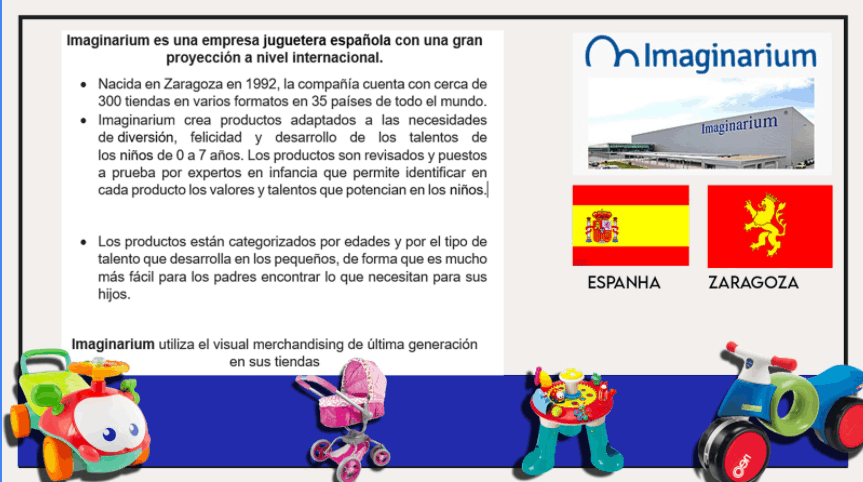 Imaginarium es una empresa juguetera española con una gran
proyección a nivel internacional.
• Nacida en Zaragoza en 1992, la compañía cuenta con cerca de
300 tiendas en varios formatos en 35 países de todo el mundo.
• Imaginarium crea productos adaptados a las necesidades
de diversión, felicidad y desarrollo de los talentos de
los niños de 0 a 7 años. Los productos son revisados y puestos
a prueba por expertos en infancia que permite identificar en
cada producto los valores y talentos que potencian en los niños.
• Los productos están categorizados por edades y por el tipo de
talento que desarrolla en los pequeños, de forma que es mucho
más fácil para los padres encontrar lo que necesitan para sus
hijos.
Imaginarium utiliza el visual merchandising de última generación
en sus tiendas
Imaginarium
Imaginarium
ESPANHA
ZARAGOZA